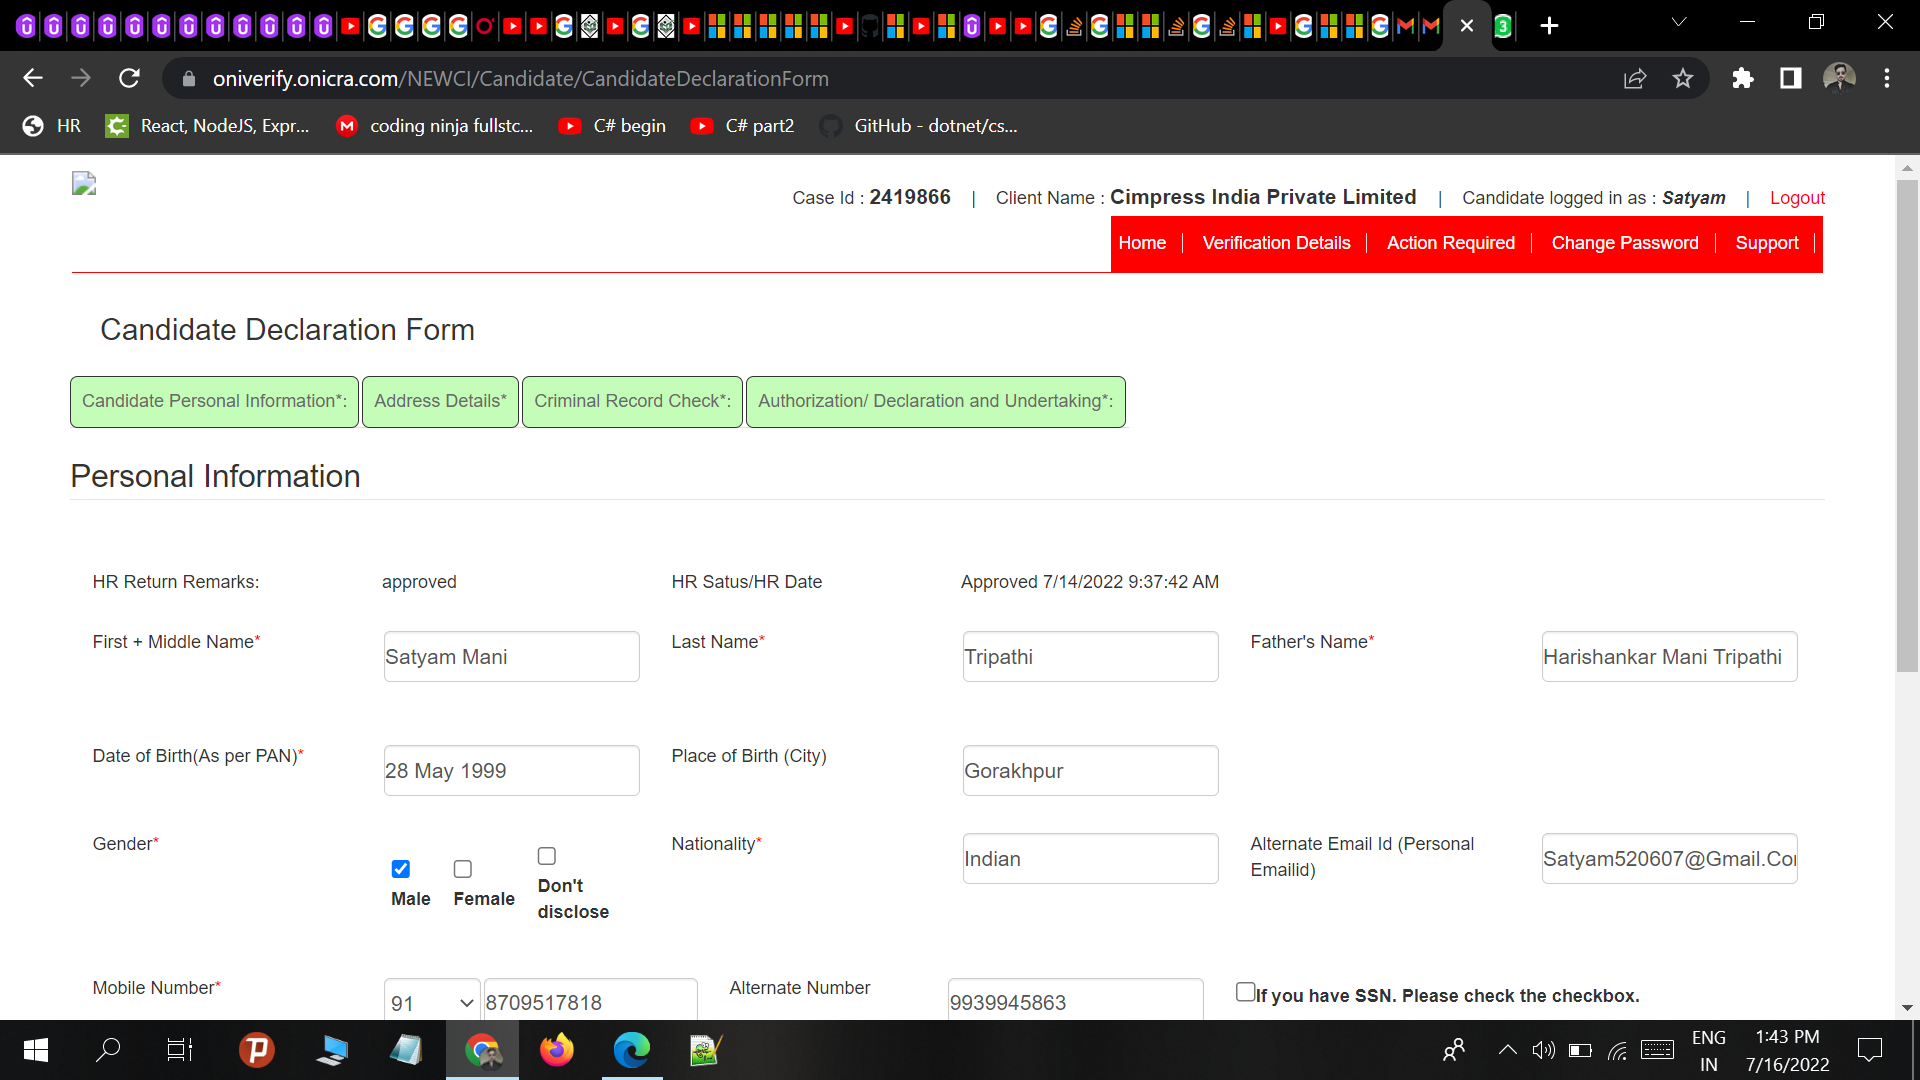 oniverify.onicra.com/NEWCI/Candidate/CandidateDeclarationForm
HR
React, NodeJS, Expr...
coding ninja fullstc...
C# begin
C# part2
GitHub - dotnet/cs...
Case Id : 2419866 | Client Name : Cimpress India Private Limited | Candidate logged in as : Satyam | Logout
Home | Verification Details | Action Required | Change Password | Support |
Candidate Declaration Form
Candidate Personal Information*:
Address Details*
Criminal Record Check*:
Authorization/ Declaration and Undertaking*:
Personal Information
HR Return Remarks: approved HR Satus/HR Date Approved 7/14/2022 9:37:42 AM
First + Middle Name* Satyam Mani Last Name* Tripathi Father's Name* Harishankar Mani Tripathi
Date of Birth(As per PAN)* 28 May 1999 Place of Birth (City) Gorakhpur
Gender*
Male
Female
Don't
disclose
Nationality* Indian
Alternate Email Id (Personal
Emailid)
Satyam520607@Gmail.Co
Mobile Number* 91 8709517818 Alternate Number 9939945863 If you have SSN. Please check the checkbox.
ENG
IN
1:43 PM
7/16/2022